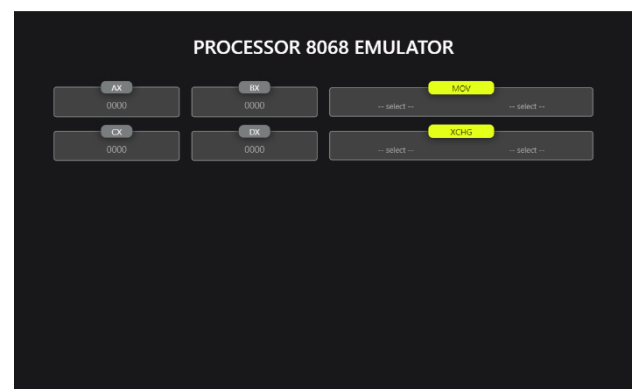 PROCESSOR 8068 EMULATOR
AX BX MOV
0000 0000 -- select -- -- select --
CX DX XCHG
0000 0000 -- select -- -- select --